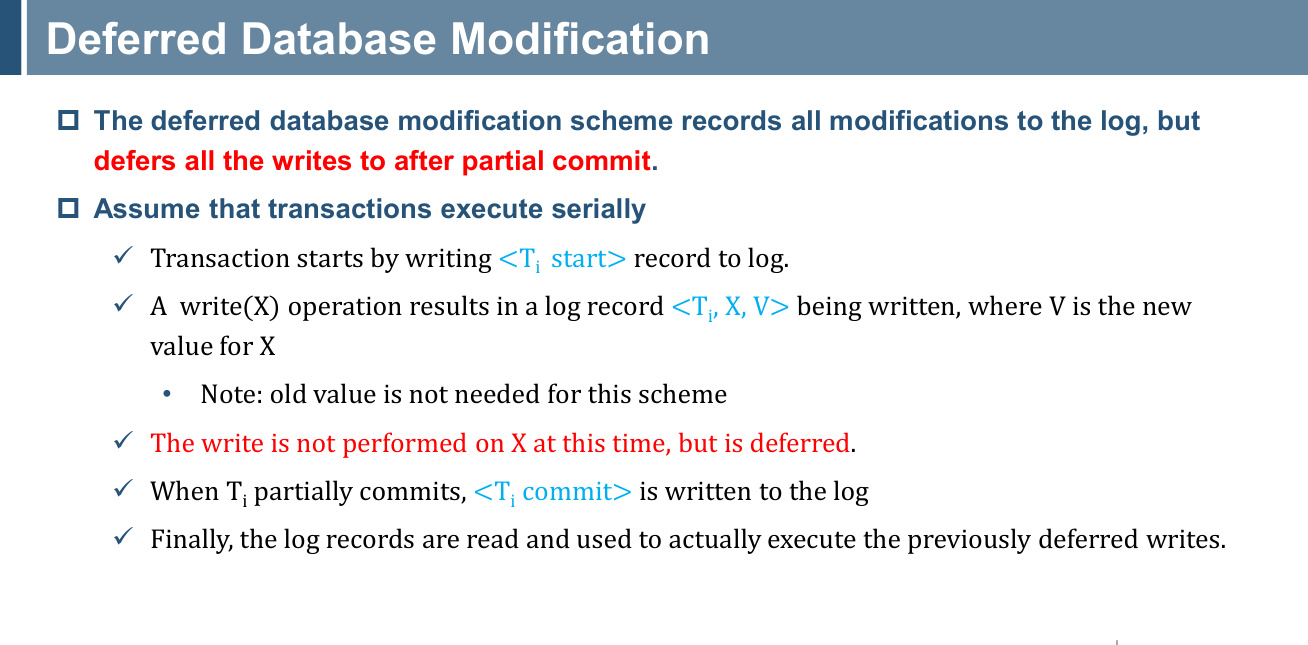 Deferred Database Modification
The deferred database modification scheme records all modifications to the log, but
defers all the writes to after partial commit.
Assume that transactions execute serially
Transaction starts by writing <Ti start> record to log.
A write(X) operation results in a log record <Ti, X, V> being written, where V is the new
value for X
Note: old value is not needed for this scheme
The write is not performed on X at this time, but is deferred.
When Ti partially commits, <Ti commit> is written to the log
Finally, the log records are read and used to actually execute the previously deferred writes.